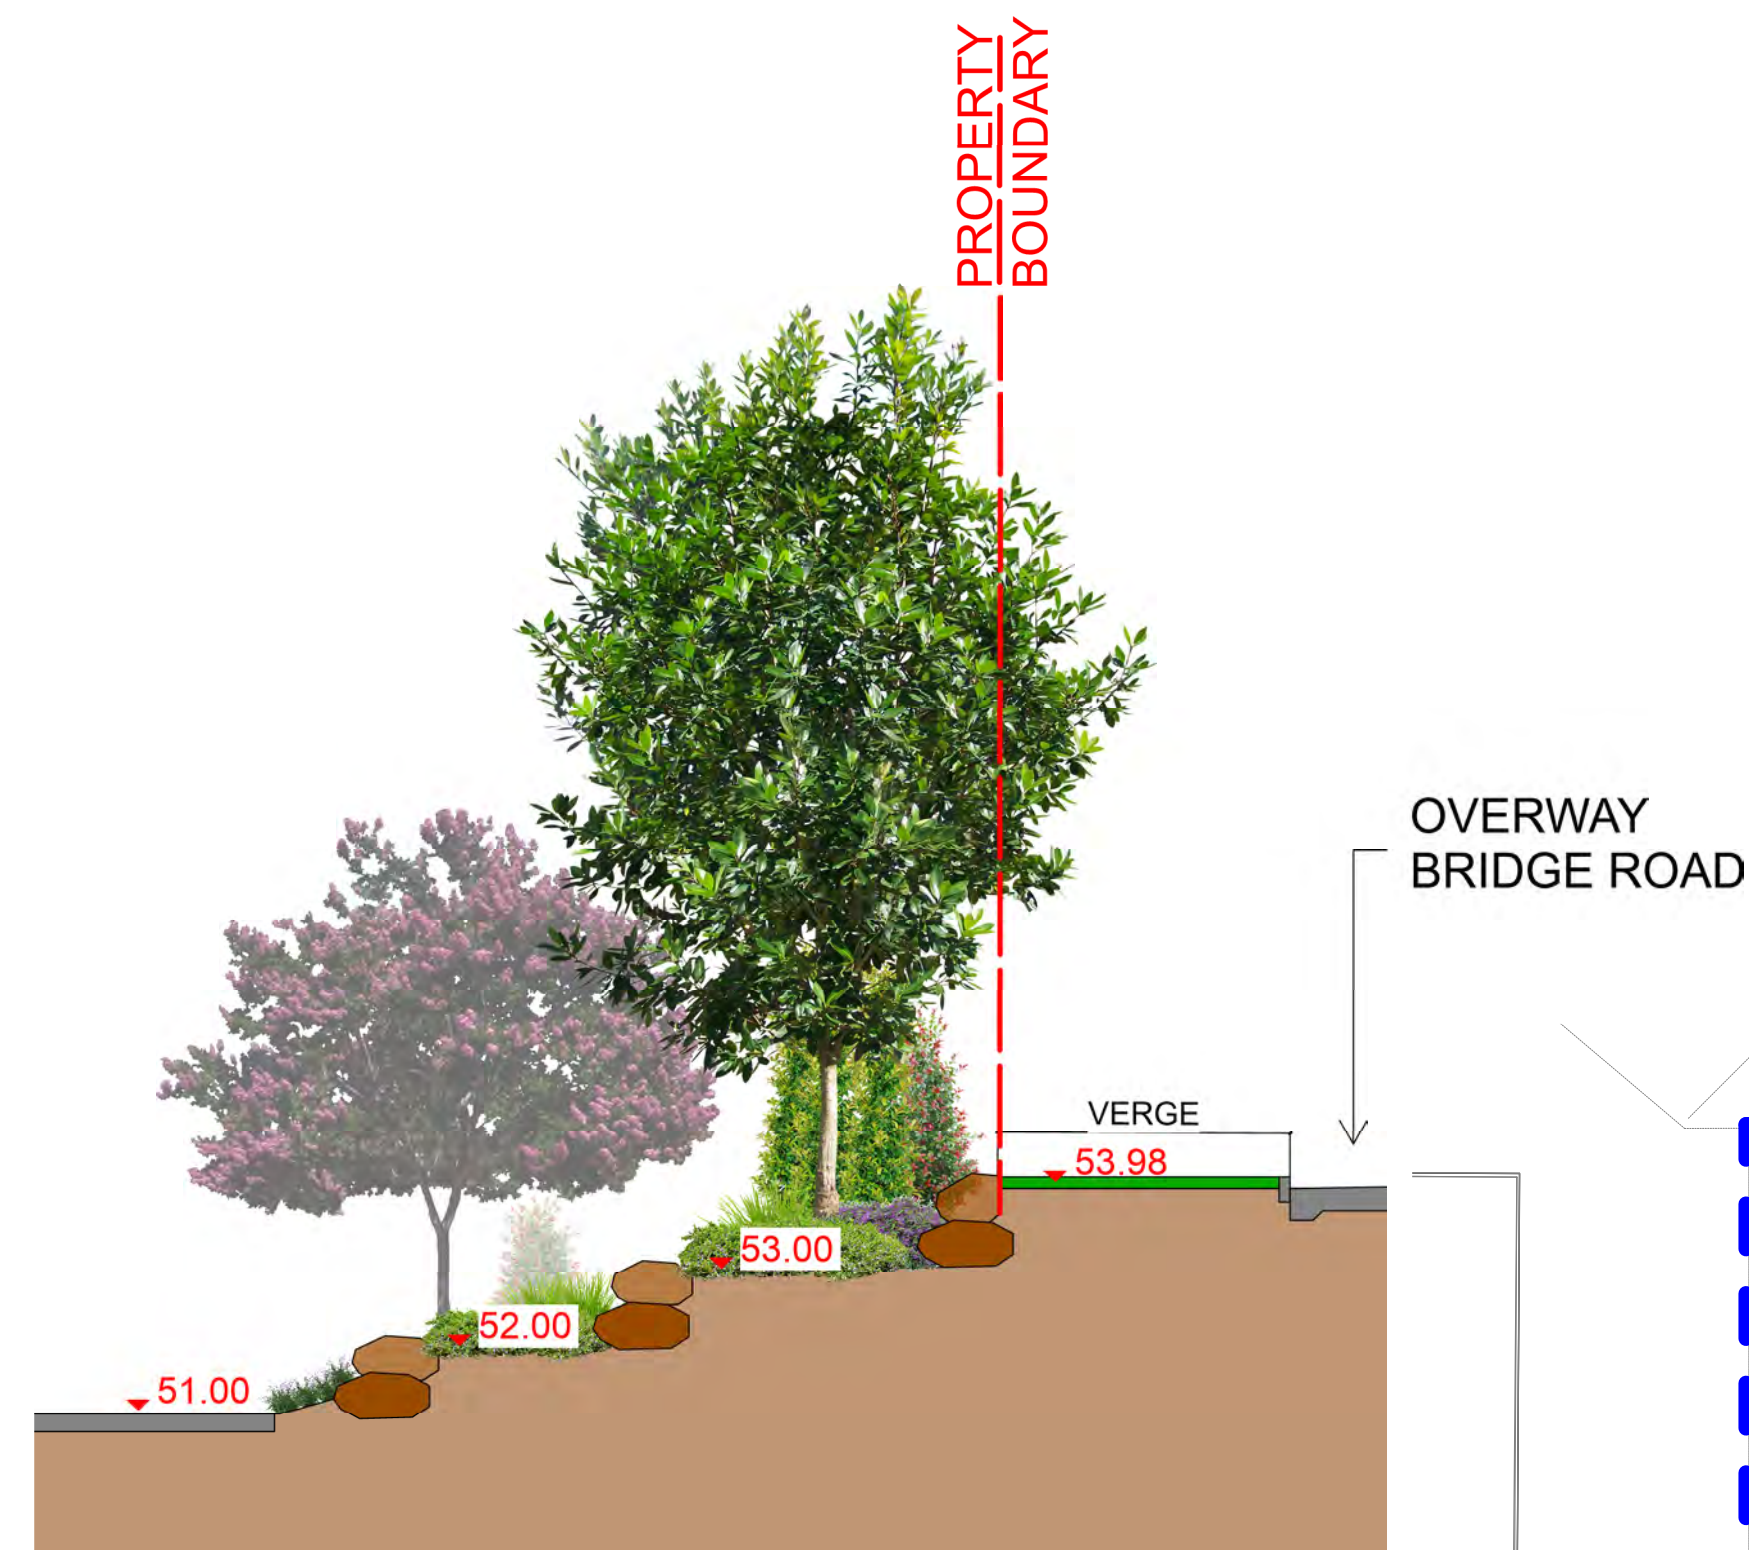 PROPERTY
BOUNDARY
OVERWAY
BRIDGE ROAD
VERGE
53.98
53.00
52.00
51.00